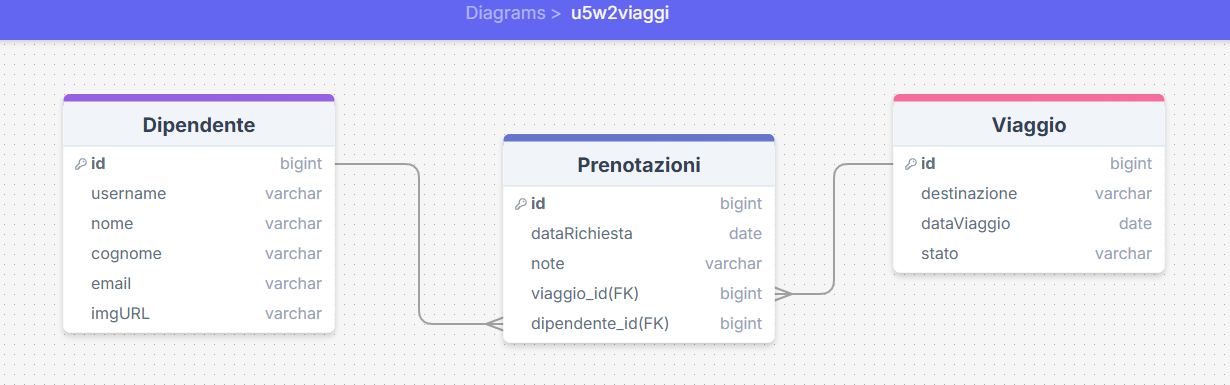 Diagrams > u5w2viaggi
Dipendente
id bigint
username varchar
nome varchar
cognome varchar
email varchar
imgURL varchar
Prenotazioni
id bigint
dataRichiesta date
note varchar
viaggio_id(FK) bigint
dipendente_id(FK) bigint
Viaggio
id bigint
destinazione varchar
dataViaggio date
stato varchar